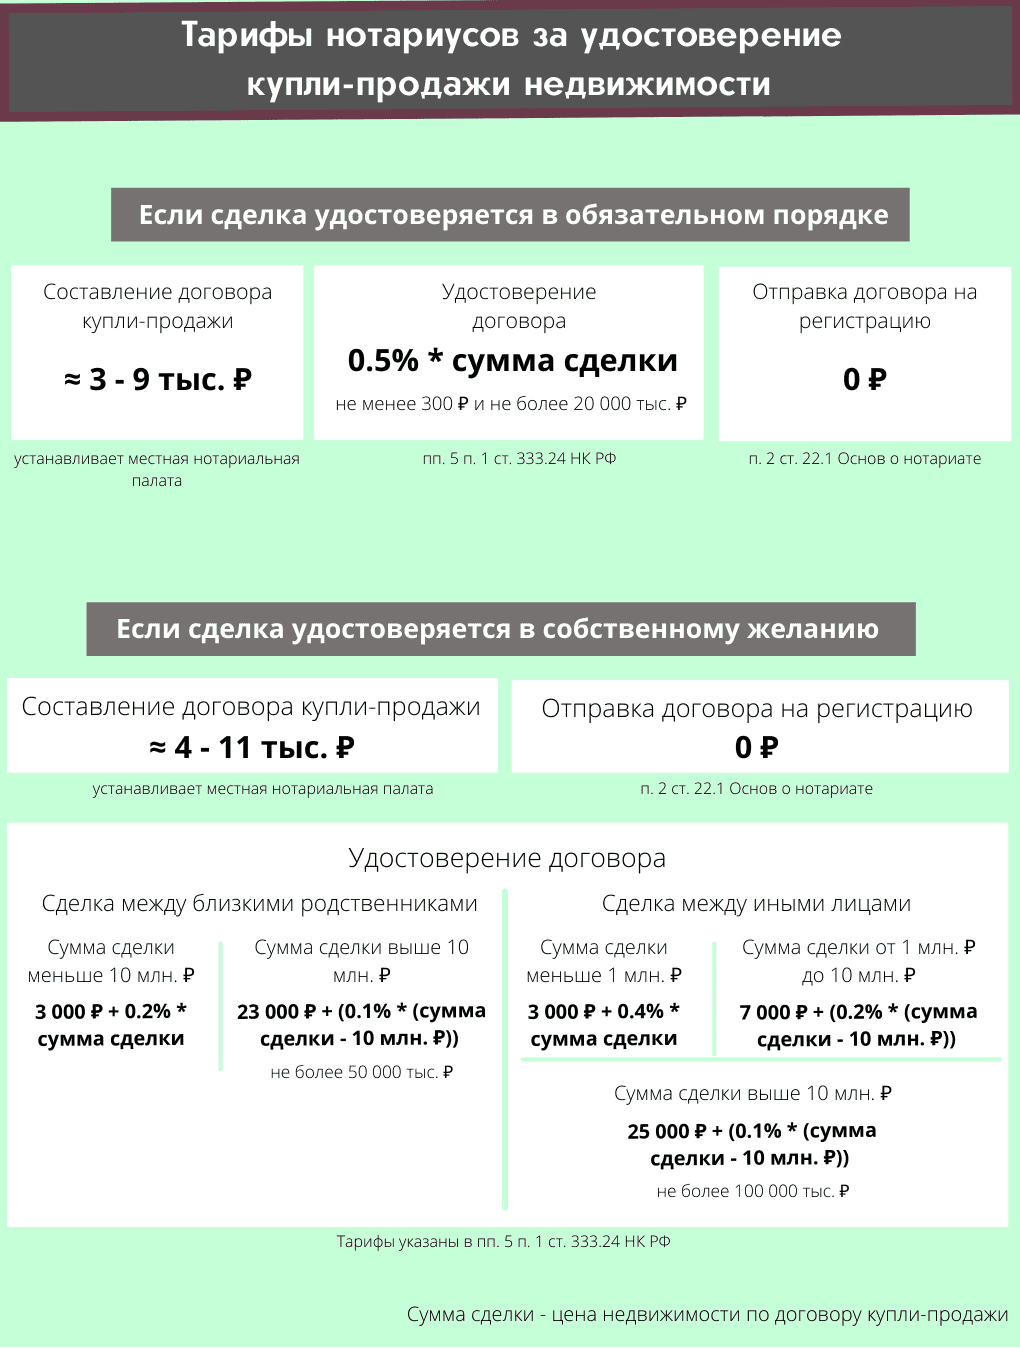 Тарифы нотариусов за удостоверение
купли-продажи недвижимости
Если сделка удостоверяется в обязательном порядке
Составление договора
купли-продажи
≈ 3 - 9 тыс. ₽
устанавливает местная нотариальная
палата
Удостоверение
договора
0.5% * сумма сделки
не менее 300 ₽ и не более 20 000 тыс. ₽
пп. 5 п. 1 ст. 333.24 НК РФ
Отправка договора на
регистрацию
0 ₽
п. 2 ст. 22.1 Основ о нотариате
Если сделка удостоверяется в собственному желанию
Составление договора купли-продажи
≈ 4 - 11 тыс. ₽
устанавливает местная нотариальная палата
Отправка договора на регистрацию
0 ₽
п. 2 ст. 22.1 Основ о нотариате
Удостоверение договора
Сделка между близкими родственниками
Сумма сделки
меньше 10 млн. ₽
3 000 ₽ + 0.2% *
сумма сделки
Сумма сделки выше 10
млн. ₽
23 000 ₽ + (0.1% * (сумма
сделки - 10 млн. ₽))
не более 50 000 тыс. ₽
Сделка между иными лицами
Сумма сделки
меньше 1 млн. ₽
3 000 ₽ + 0.4% *
сумма сделки
Сумма сделки от 1 млн. ₽
до 10 млн. ₽
7 000 ₽ + (0.2% * (сумма
сделки - 10 млн. ₽))
Сумма сделки выше 10 млн. ₽
25 000 ₽ + (0.1% * (сумма
сделки - 10 млн. ₽))
не более 100 000 тыс. ₽
Тарифы указаны в пп. 5 п. 1 ст. 333.24 НК РФ
Сумма сделки - цена недвижимости по договору купли-продажи